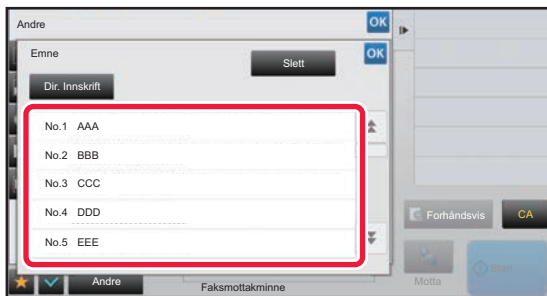 Andre
OK
Emne
Slett
OK
Dir. Innskrift
No.1 AAA
No.2 BBB
No.3 CCC
No.4 DDD
No.5 EEE
Forhåndsvis
CA
Andre
Faksmottakminne
Motta
Start